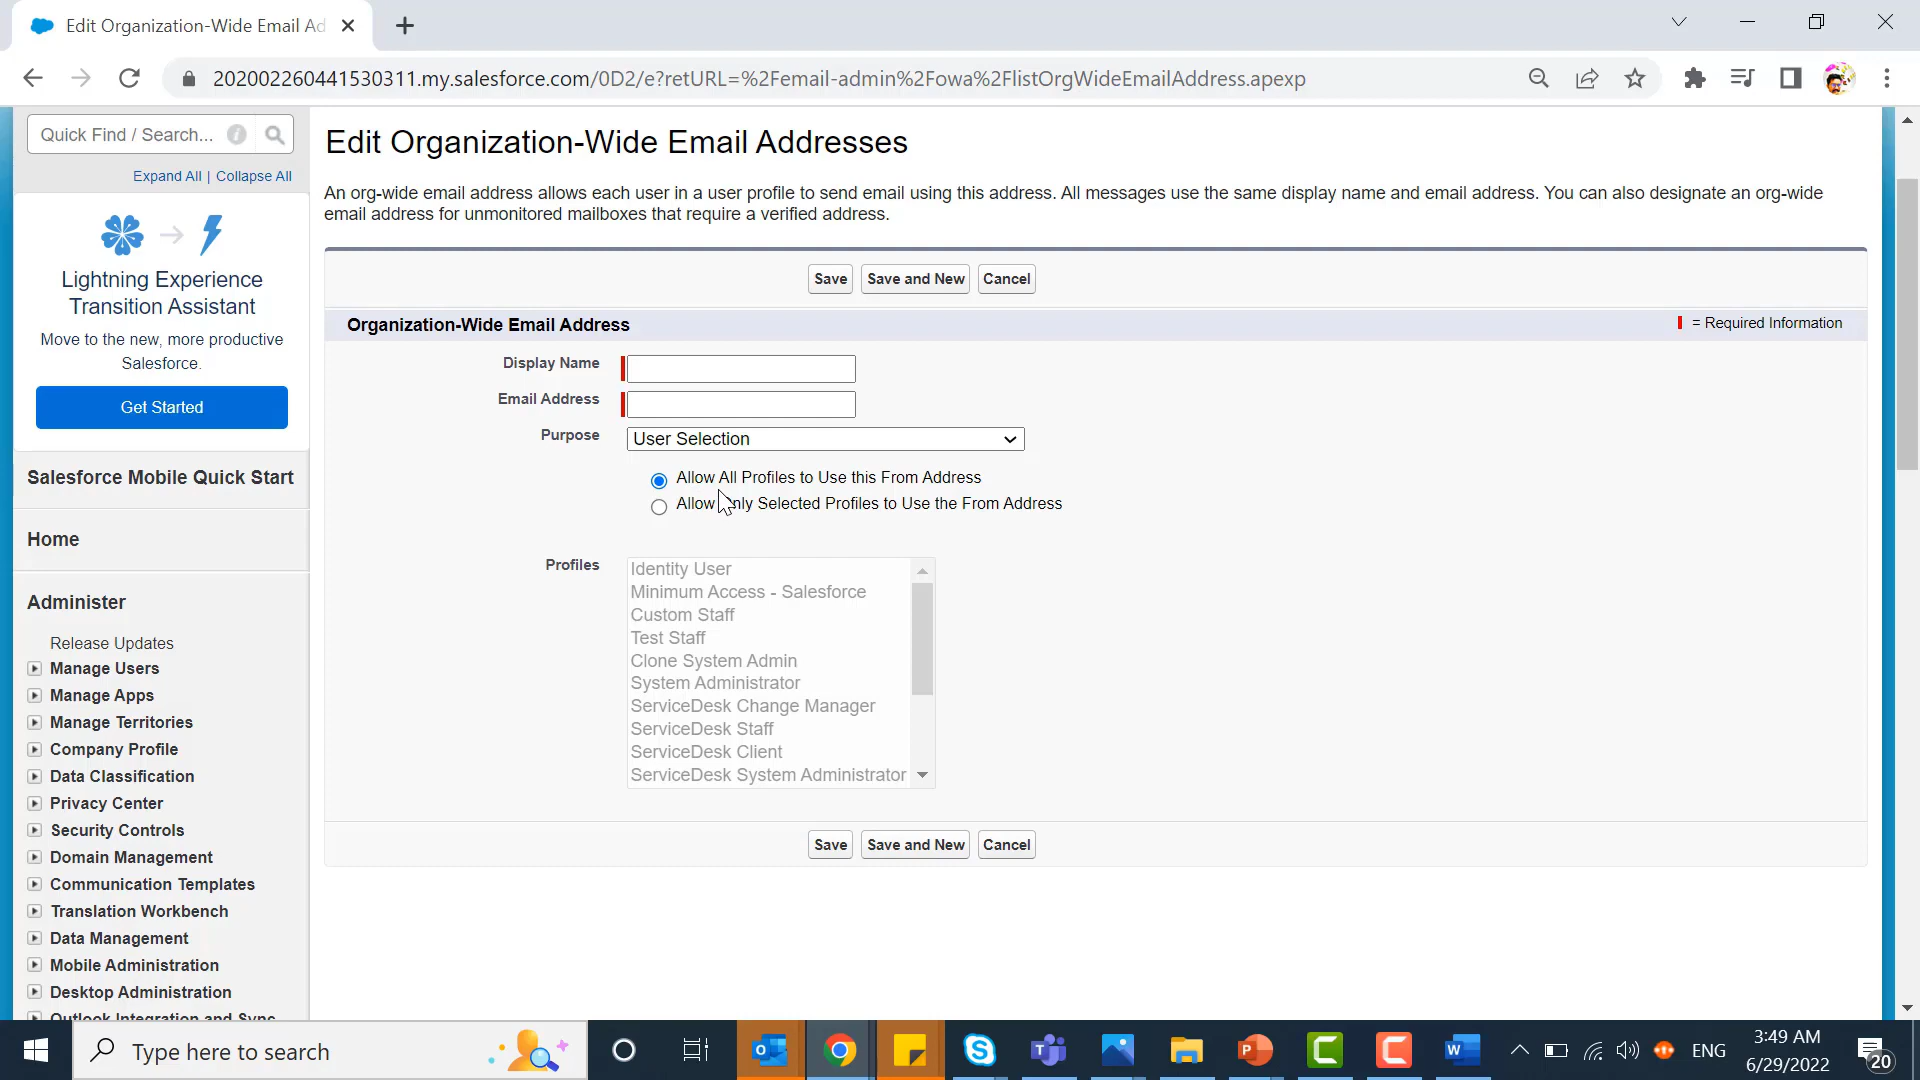 Edit Organization-Wide Email Ad
202002260441530311.my.salesforce.com/0D2/e?retURL=%2Femail-admin%2Fowa%2FlistOrgWideEmailAddress.apexp
Quick Find / Search...
Expand All | Collapse All
Lightning Experience
Transition Assistant
Move to the new, more productive
Salesforce.
Get Started
Salesforce Mobile Quick Start
Home
Administer
Release Updates
Manage Users
Manage Apps
Manage Territories
Company Profile
Data Classification
Privacy Center
Security Controls
Domain Management
Communication Templates
Translation Workbench
Data Management
Mobile Administration
Desktop Administration
Outlook Integration and Sync
Edit Organization-Wide Email Addresses
An org-wide email address allows each user in a user profile to send email using this address. All messages use the same display name and email address. You can also designate an org-wide
email address for unmonitored mailboxes that require a verified address.
Save Save and New Cancel
Organization-Wide Email Address
= Required Information
Display Name
Email Address
Purpose User Selection
Allow All Profiles to Use this From Address
Allow Only Selected Profiles to Use the From Address
Profiles
Identity User
Minimum Access - Salesforce
Custom Staff
Test Staff
Clone System Admin
System Administrator
ServiceDesk Change Manager
ServiceDesk Staff
ServiceDesk Client
ServiceDesk System Administrator
Save Save and New Cancel
Type here to search
ENG
3:49 AM
6/29/2022
20